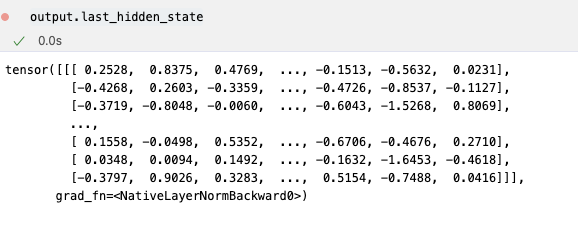 output.last_hidden_state
0.0s
tensor([[[ 0.2528,  0.8375,  0.4769,  ..., -0.1513, -0.5632,  0.0231],
         [-0.4268,  0.2603, -0.3359,  ..., -0.4726, -0.8537, -0.1127],
         [-0.3719, -0.8048, -0.0060,  ..., -0.6043, -1.5268,  0.8069],
         ...,
         [ 0.1558, -0.0498,  0.5352,  ..., -0.6706, -0.4676,  0.2710],
         [ 0.0348,  0.0094,  0.1492,  ..., -0.1632, -1.6453, -0.4618],
         [-0.3797,  0.9026,  0.3283,  ...,  0.5154, -0.7488,  0.0416]]],
       grad_fn=<NativeLayerNormBackward0>)